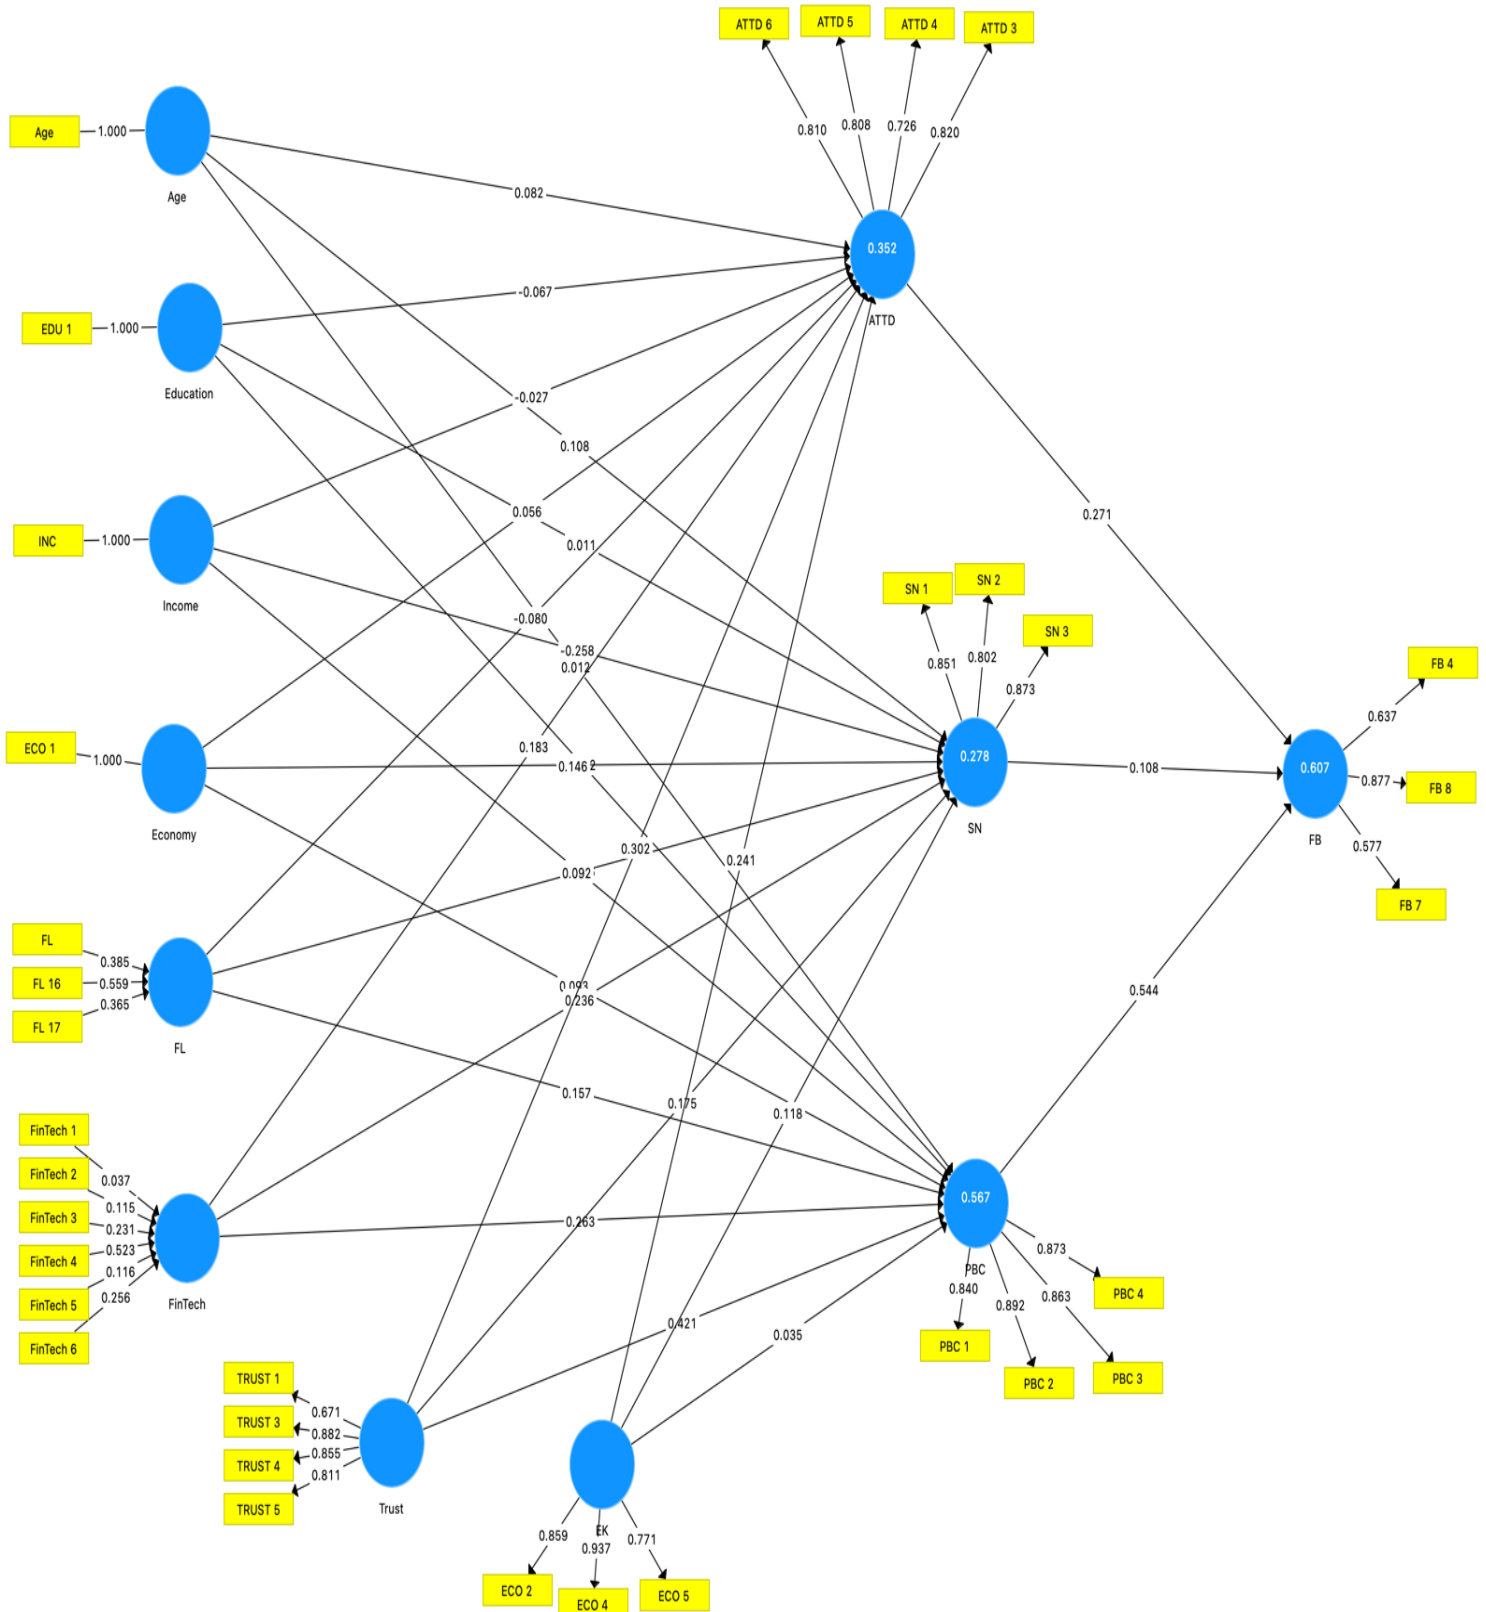 ATTD 6
ATTD 5
ATTD 4
ATTD 3
0.810
0.808
0.726
0.820
Age
1.000
Age
0.082
0.352
ATTD
EDU 1
1.000
Education
-0.067
-0.027
0.108
0.271
INC
1.000
Income
0.056
0.011
-0.080
-0.258
0.012
SN 1
SN 2
SN 3
0.851
0.802
0.873
0.278
SN
0.108
FB 4
0.637
0.607
0.877
FB 8
FB
0.577
FB 7
ECO 1
1.000
Economy
0.183
0.146
0.302
0.092
0.241
FL
0.385
FL 16
0.559
FL 17
0.365
FL
0.093
0.236
0.544
0.157
0.175
0.118
FinTech 1
0.037
FinTech 2
0.115
FinTech 3
0.231
FinTech 4
0.523
FinTech 5
0.116
FinTech 6
0.256
FinTech
0.263
0.567
PBC
0.873
0.840
0.892
0.863
PBC 4
PBC 1
PBC 2
PBC 3
0.421
0.035
TRUST 1
0.671
TRUST 3
0.882
TRUST 4
0.855
TRUST 5
0.811
Trust
EK
0.859
0.937
0.771
ECO 2
ECO 4
ECO 5